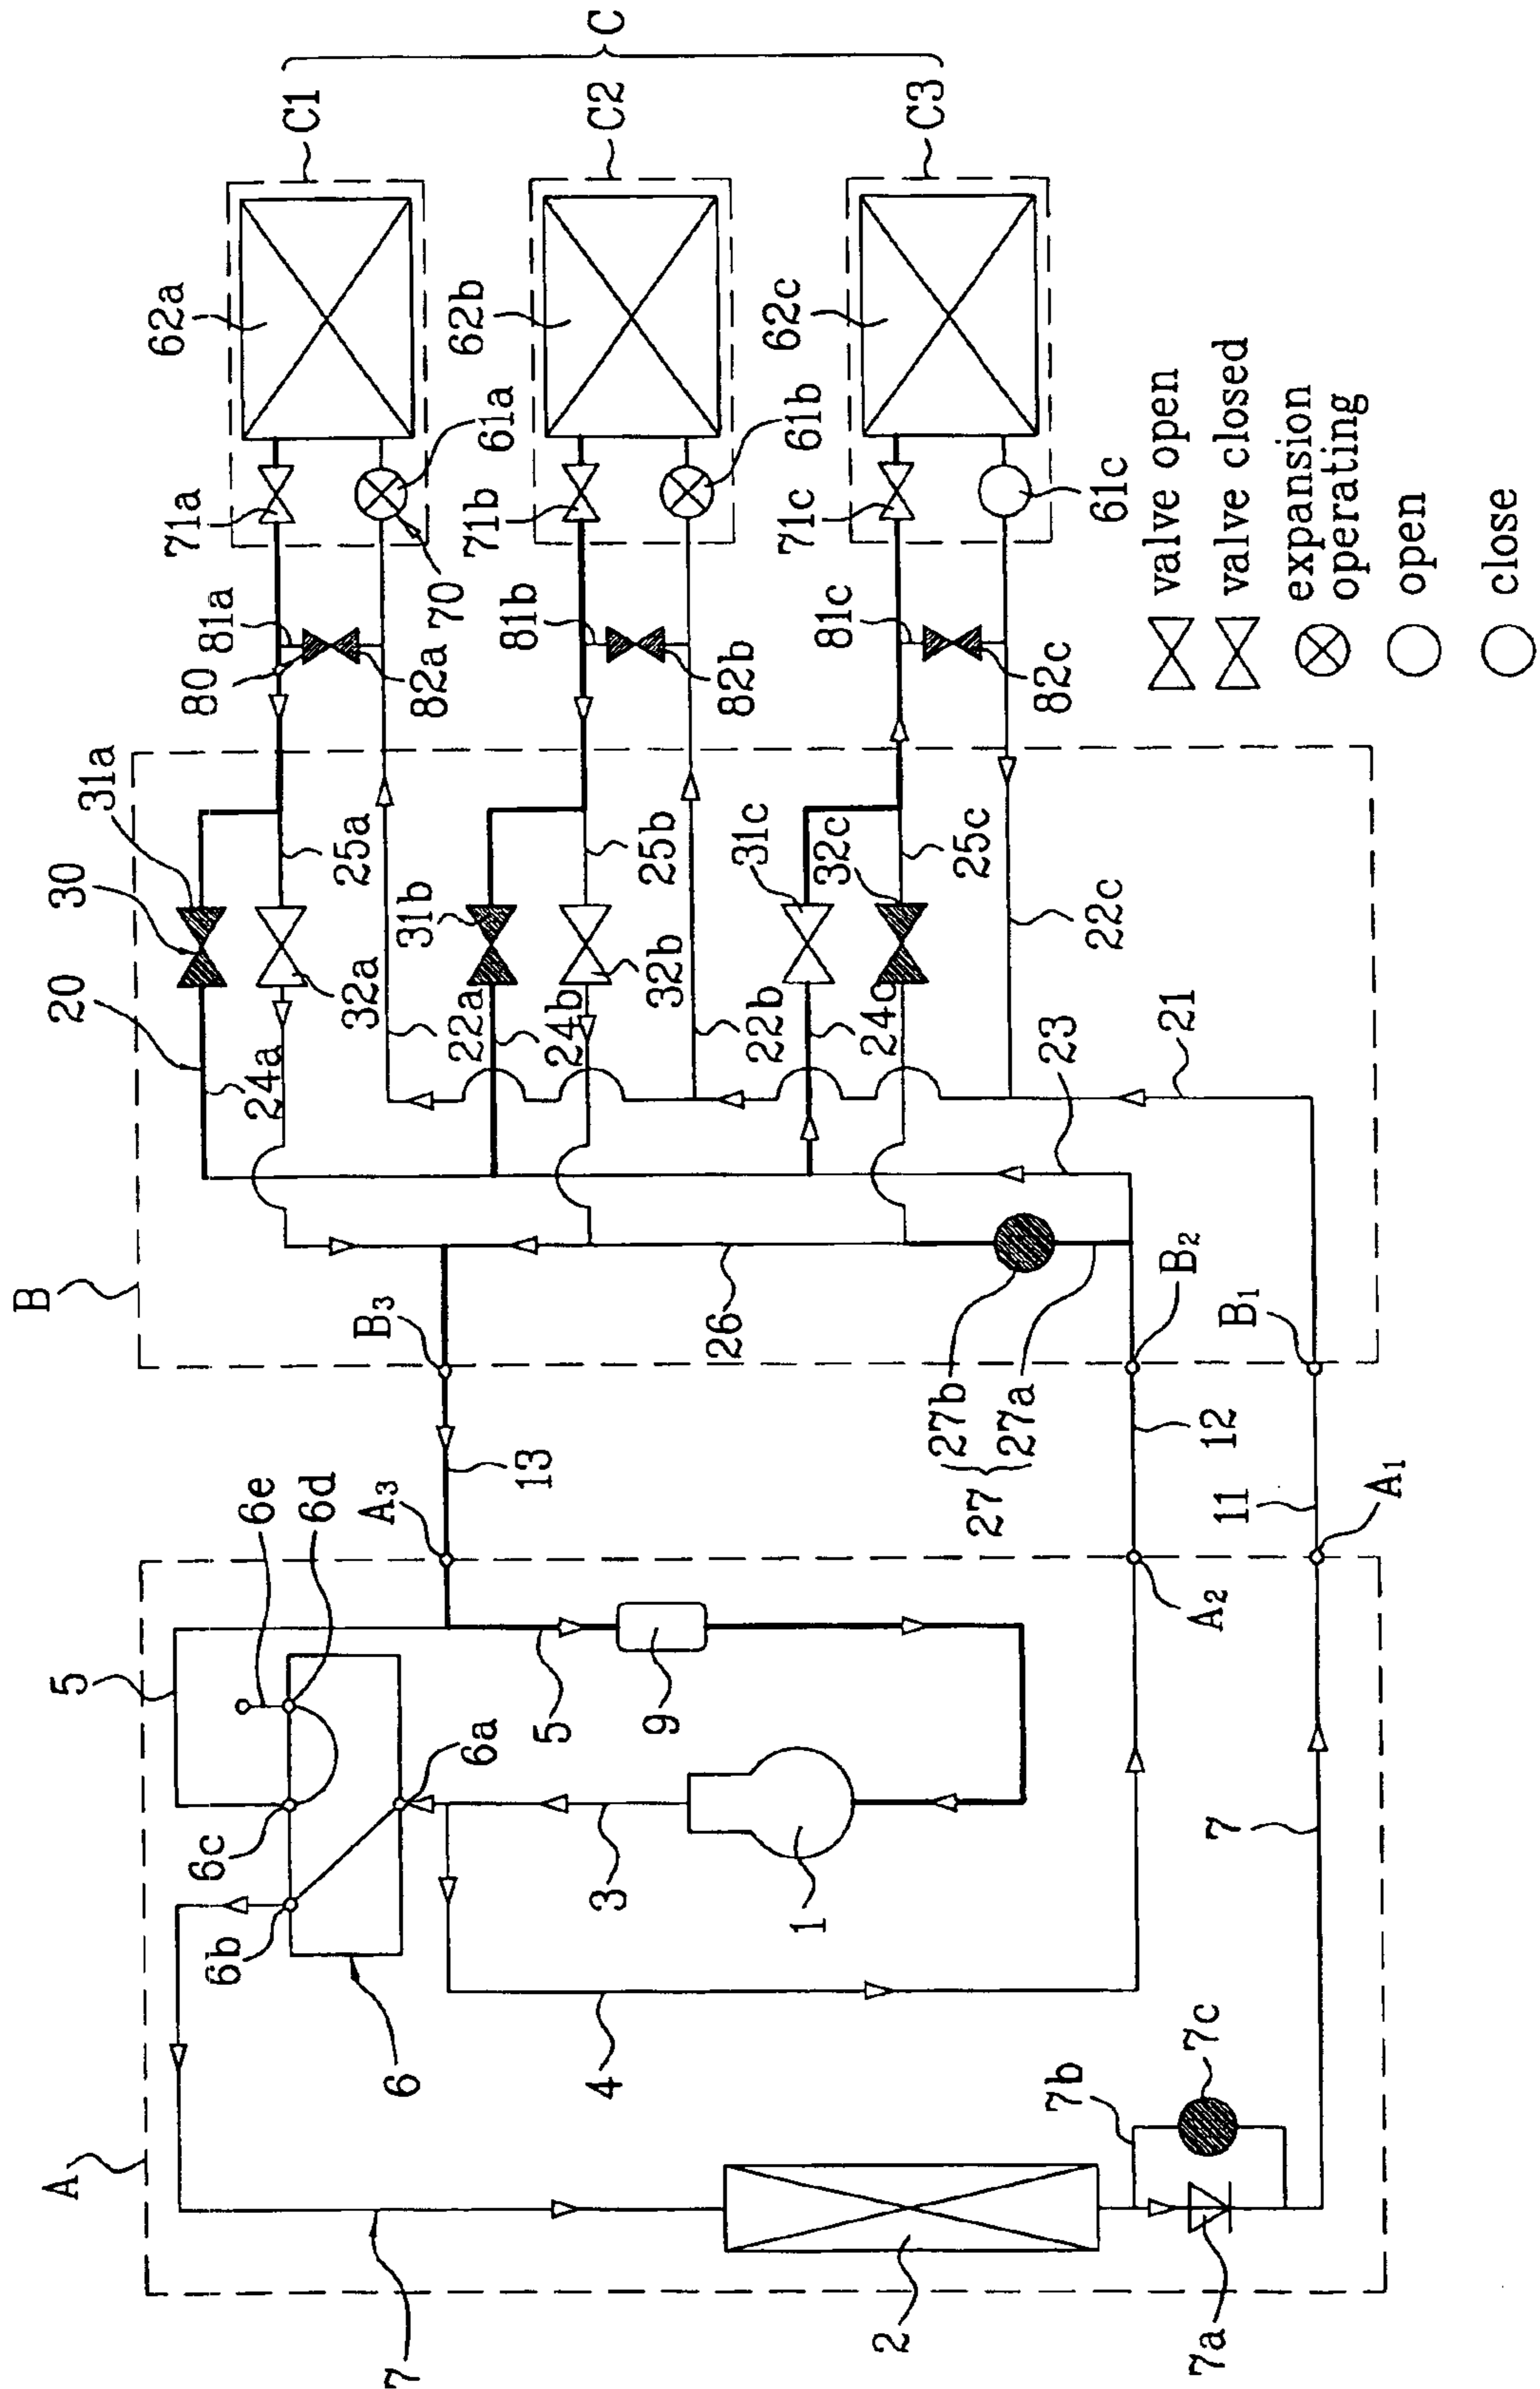 A
B
C
C1
C2
C3
62a
62b
62c
71a
61a
71b
61b
71c
61c
70
80
81a
82a
81b
82b
81c
82c
31a
30
20
25a
32a
24a
22a
31b
25b
32b
24b
22b
31c
32c
25c
24c
22c
21
23
26
27b
27a
27
B3
B2
B1
13
12
11
A3
A2
A1
6e
6d
5
5
9
6a
6c
6b
6
3
1
4
7
7
7b
7c
7a
2
valve open
valve closed
expansion
operating
open
close